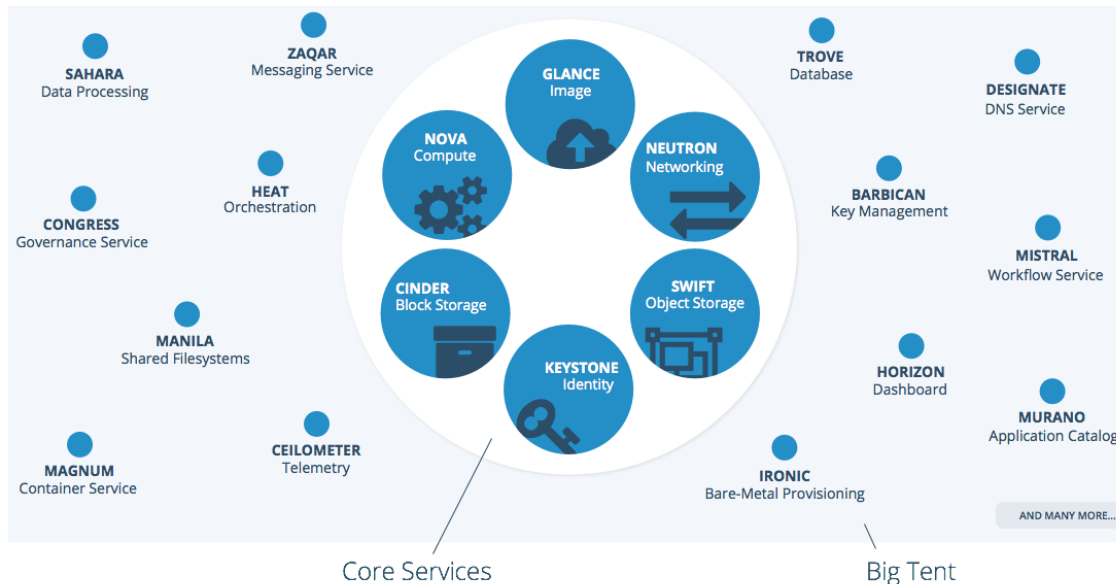 SAHARA
Data Processing
ZAQAR
Messaging Service
GLANCE
Image
TROVE
Database
DESIGNATE
DNS Service
NOVA
Compute
NEUTRON
Networking
HEAT
Orchestration
BARBICAN
Key Management
CONGRESS
Governance Service
MISTRAL
Workflow Service
CINDER
Block Storage
SWIFT
Object Storage
MANILA
Shared Filesystems
KEYSTONE
Identity
HORIZON
Dashboard
MURANO
Application Catalog
MAGNUM
Container Service
CEILOMETER
Telemetry
IRONIC
Bare-Metal Provisioning
AND MANY MORE...
Core Services
Big Tent